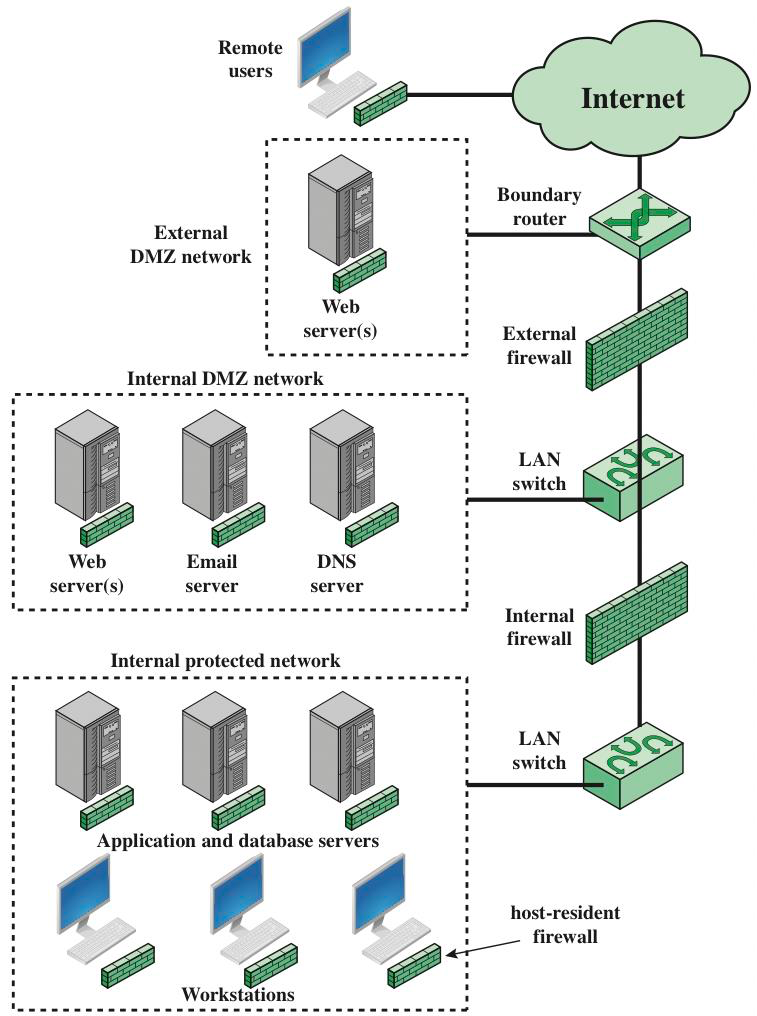 Remote
users
Internet
Boundary
router
External
DMZ network
Web
server(s)
External
firewall
Internal DMZ network
LAN
switch
Web
server(s)
Email
server
DNS
server
Internal
firewall
Internal protected network
LAN
switch
Application and database servers
host-resident
firewall
Workstations